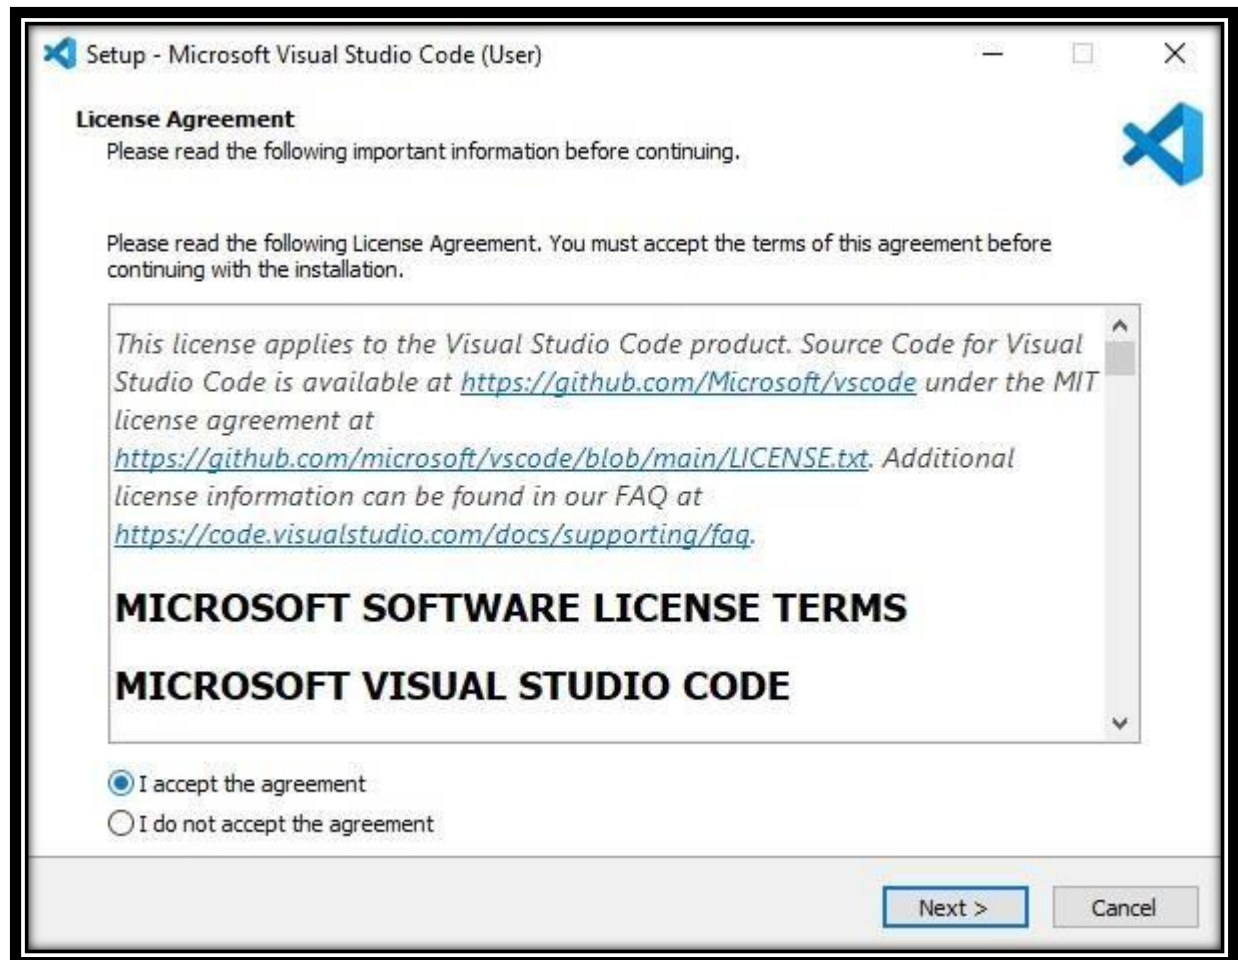 Setup - Microsoft Visual Studio Code (User)
License Agreement
Please read the following important information before continuing.
Please read the following License Agreement. You must accept the terms of this agreement before
continuing with the installation.
This license applies to the Visual Studio Code product. Source Code for Visual
Studio Code is available at https://github.com/Microsoft/vscode under the MIT
license agreement at
https://github.com/microsoft/vscode/blob/main/LICENSE.txt. Additional
license information can be found in our FAQ at
https://code.visualstudio.com/docs/supporting/faq.
MICROSOFT SOFTWARE LICENSE TERMS
MICROSOFT VISUAL STUDIO CODE
I accept the agreement
I do not accept the agreement
Next >
Cancel